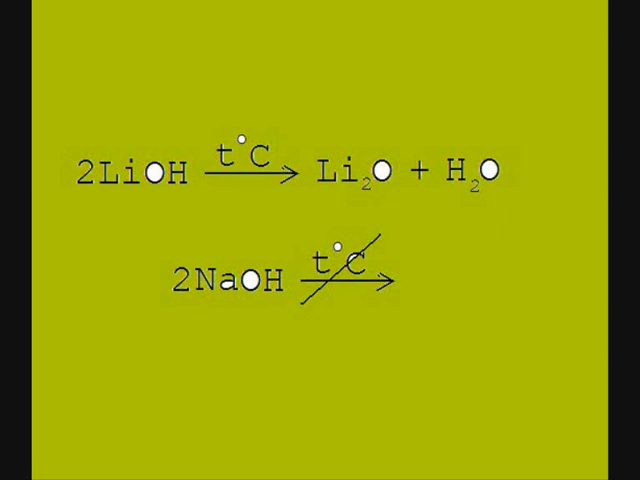 2LiOH t°C → Li₂O + H₂O
2NaOH t°C →